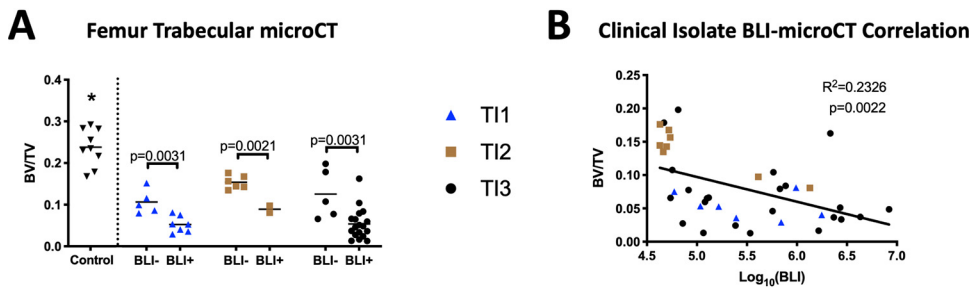 A Femur Trabecular microCT
BV/TV
0.4
0.3
0.2
0.1
0.0
*
p=0.0031
p=0.0021
p=0.0031
Control
BLI- BLI+
BLI- BLI+
BLI- BLI+
TI1
TI2
TI3
B Clinical Isolate BLI-microCT Correlation
BV/TV
0.25
0.20
0.15
0.10
0.05
0.00
R²=0.2326
p=0.0022
4.5 5.0 5.5 6.0 6.5 7.0
Log₁₀(BLI)